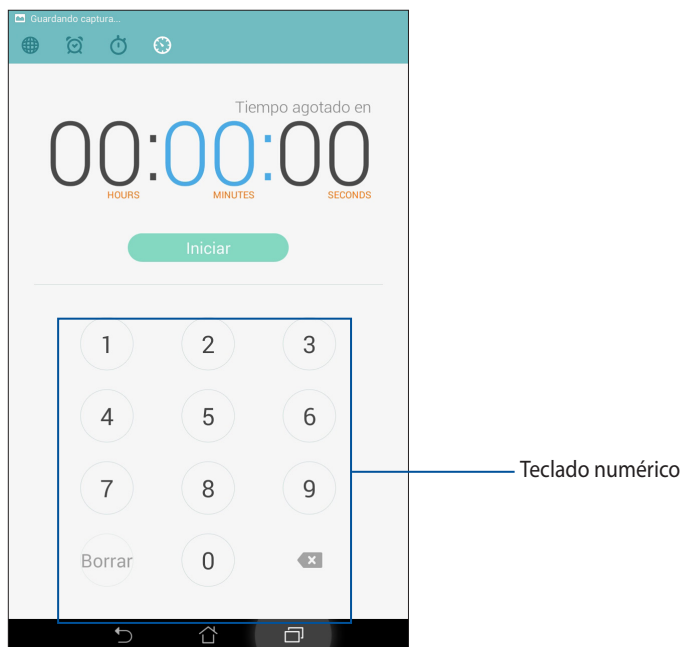 Guardando captura...
Tiempo agotado en
00:00:00
HOURS MINUTES SECONDS
Iniciar
1 2 3
4 5 6
7 8 9
Teclado numérico
Borrar 0